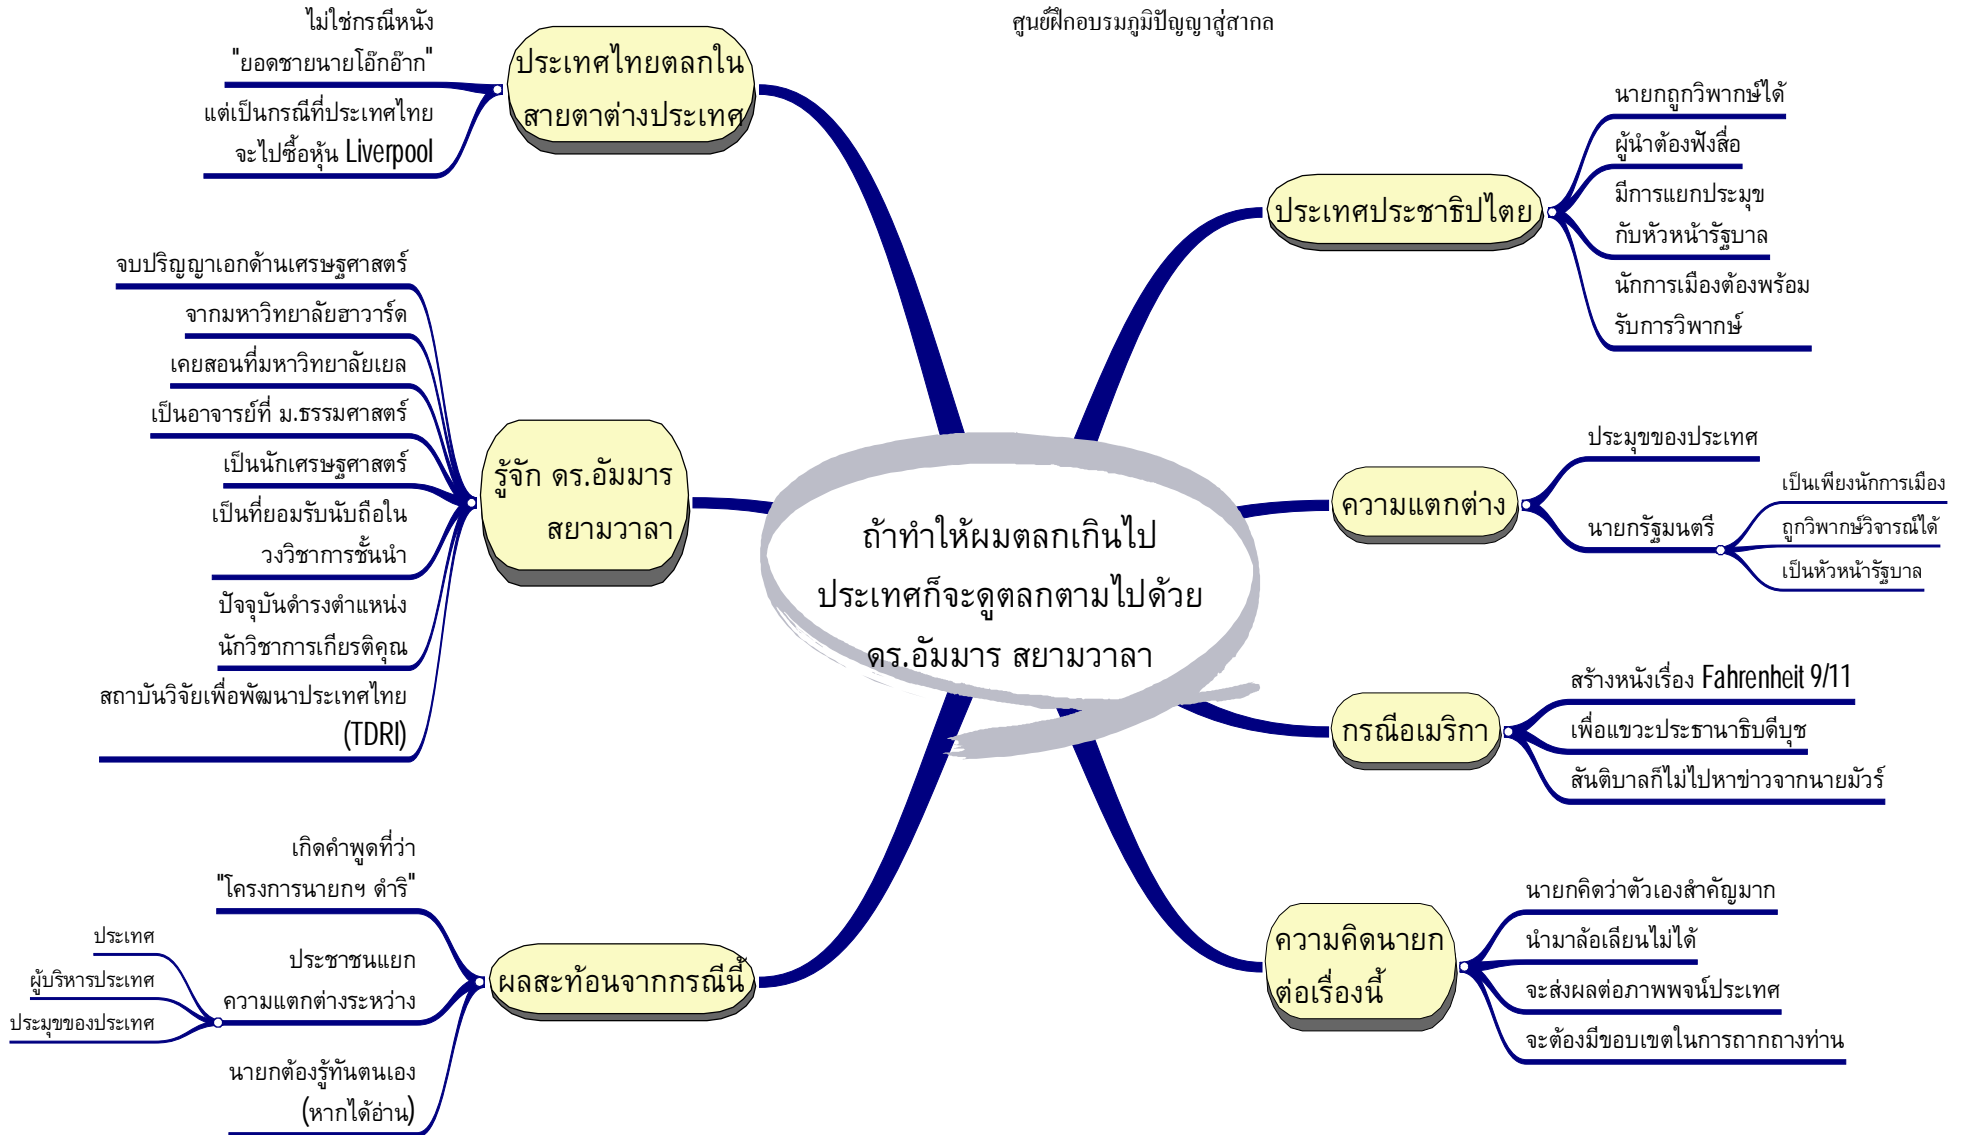 ศูนย์ฝึกอบรมภูมิปัญญาสู่สากล
ถ้าทำให้ผมตลกเกินไป
ประเทศก็จะดูตลกตามไปด้วย
ดร.อัมมาร สยามวาลา
ประเทศประชาธิปไตย
นายกถูกวิพากษ์ได้
ผู้นำต้องฟังสื่อ
มีการแยกประมุข
กับหัวหน้ารัฐบาล
นักการเมืองต้องพร้อม
รับการวิพากษ์
ความแตกต่าง
ประมุขของประเทศ
นายกรัฐมนตรี
เป็นเพียงนักการเมือง
ถูกวิพากษ์วิจารณ์ได้
เป็นหัวหน้ารัฐบาล
กรณีอเมริกา
สร้างหนังเรื่อง Fahrenheit 9/11
เพื่อแขวะประธานาธิบดีบุช
สันติบาลก็ไม่ไปหาข่าวจากนายมัวร์
ความคิดนายก
ต่อเรื่องนี้
นายกคิดว่าตัวเองสำคัญมาก
นำมาล้อเลียนไม่ได้
จะส่งผลต่อภาพพจน์ประเทศ
จะต้องมีขอบเขตในการถากถางท่าน
ผลสะท้อนจากกรณีนี้
เกิดคำพูดที่ว่า
"โครงการนายกฯ ดำริ"
ประชาชนแยก
ความแตกต่างระหว่าง
ประเทศ
ผู้บริหารประเทศ
ประมุขของประเทศ
นายกต้องรู้ทันตนเอง
(หากได้อ่าน)
รู้จัก ดร.อัมมาร
สยามวาลา
จบปริญญาเอกด้านเศรษฐศาสตร์
จากมหาวิทยาลัยฮาวาร์ด
เคยสอนที่มหาวิทยาลัยเยล
เป็นอาจารย์ที่ ม.ธรรมศาสตร์
เป็นนักเศรษฐศาสตร์
เป็นที่ยอมรับนับถือใน
วงวิชาการชั้นนำ
ปัจจุบันดำรงตำแหน่ง
นักวิชาการเกียรติคุณ
สถาบันวิจัยเพื่อพัฒนาประเทศไทย
(TDRI)
ประเทศไทยตลกใน
สายตาต่างประเทศ
ไม่ใช่กรณีหนัง
"ยอดชายนายโอ๊กอ๊าก"
แต่เป็นกรณีที่ประเทศไทย
จะไปซื้อหุ้น Liverpool